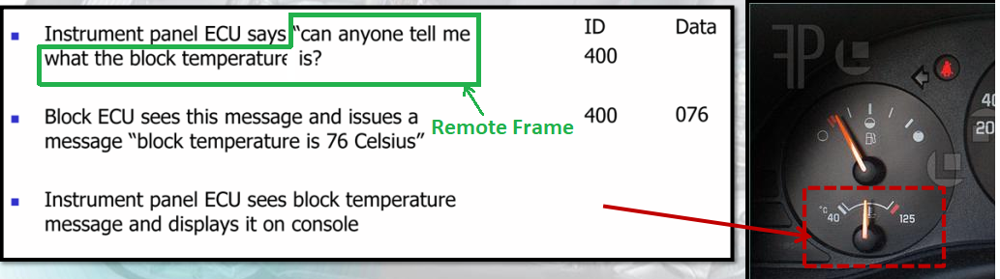 Instrument panel ECU says "can anyone tell me
what the block temperature is?
ID
Data
400
Remote Frame
Block ECU sees this message and issues a
message "block temperature is 76 Celsius"
400
076
Instrument panel ECU sees block temperature
message and displays it on console
°C
40
125
20